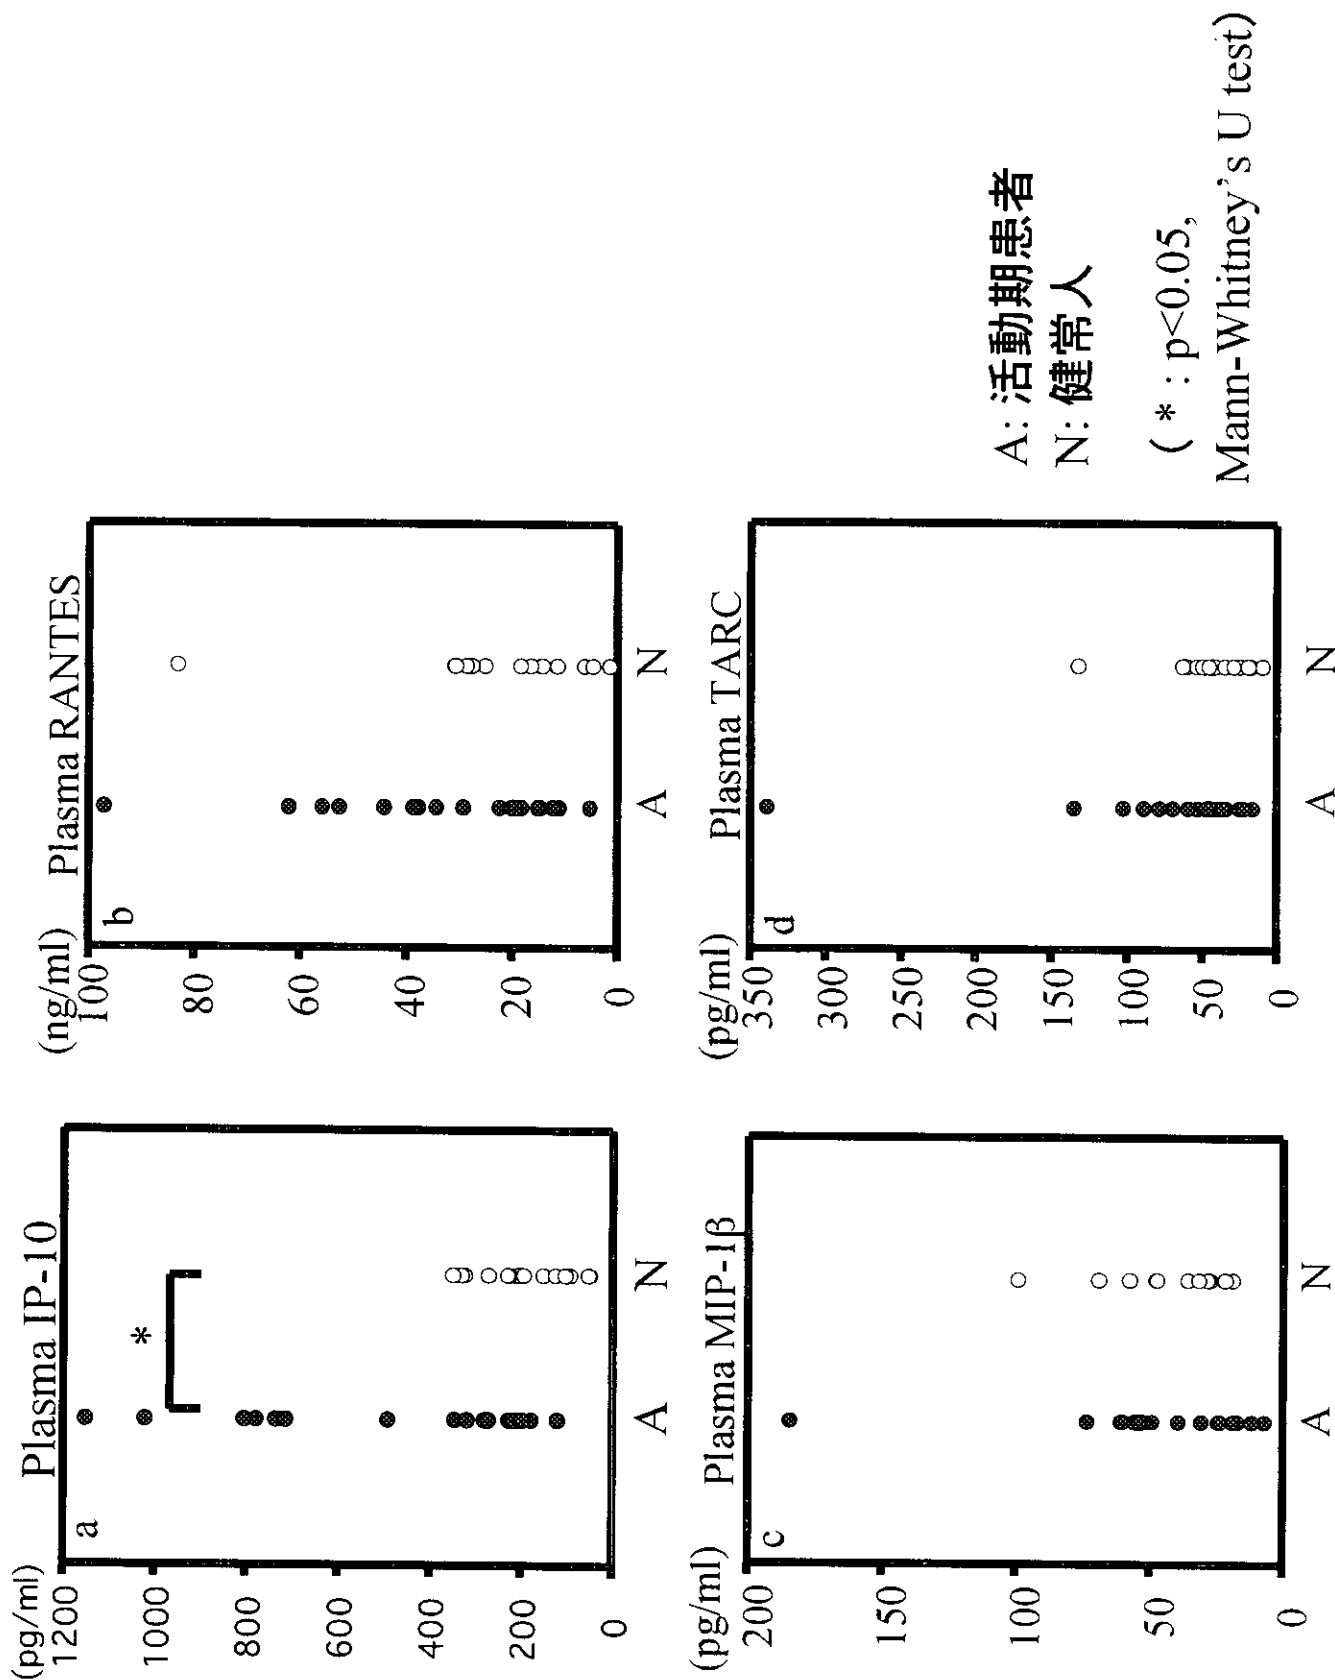 Plasma IP-10
(pg/ml)
a
1200
1000
800
600
400
200
0
*
A
N
Plasma RANTES
(ng/ml)
b
100
80
60
40
20
0
A
N
Plasma MIP-1β
(pg/ml)
c
200
150
100
50
0
A
N
Plasma TARC
(pg/ml)
d
350
300
250
200
150
100
50
0
A
N
A: 活動期患者
N: 健常人
( * : p<0.05,
Mann-Whitney's U test)